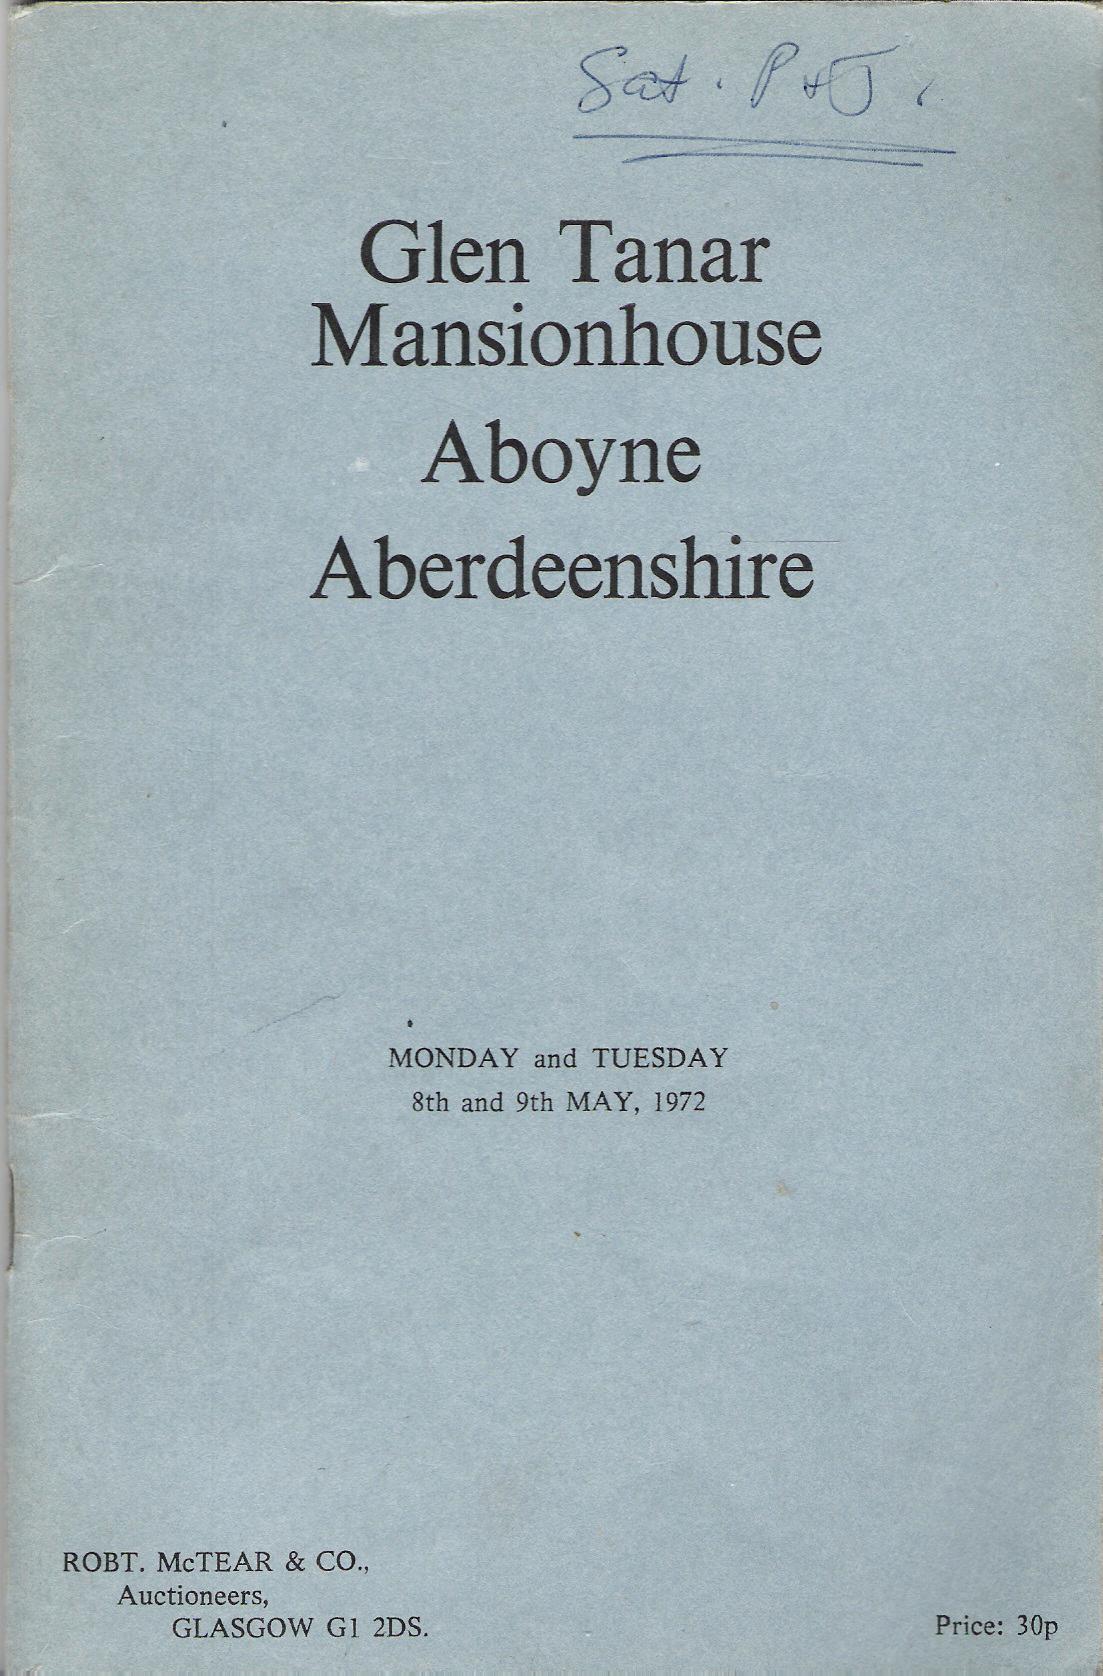 Sat. P & J.
Glen Tanar
Mansionhouse
Aboyne
Aberdeenshire
MONDAY and TUESDAY
8th and 9th MAY, 1972
ROBT. McTEAR & CO.,
Auctioneers,
GLASGOW G1 2DS.
Price: 30p